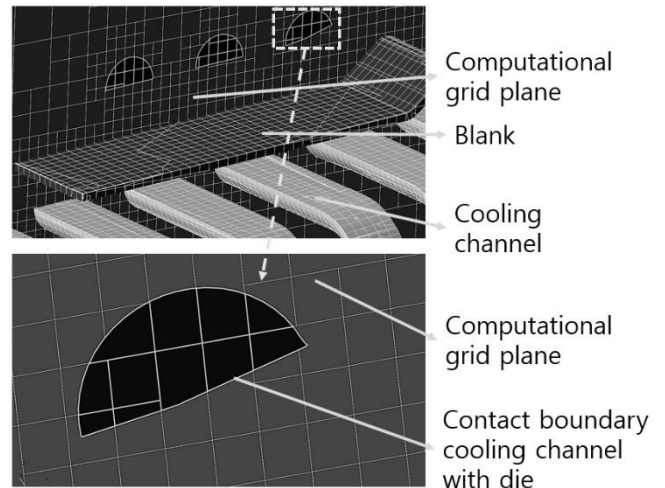 Computational
grid plane
Blank
Cooling
channel
Computational
grid plane
Contact boundary
cooling channel
with die